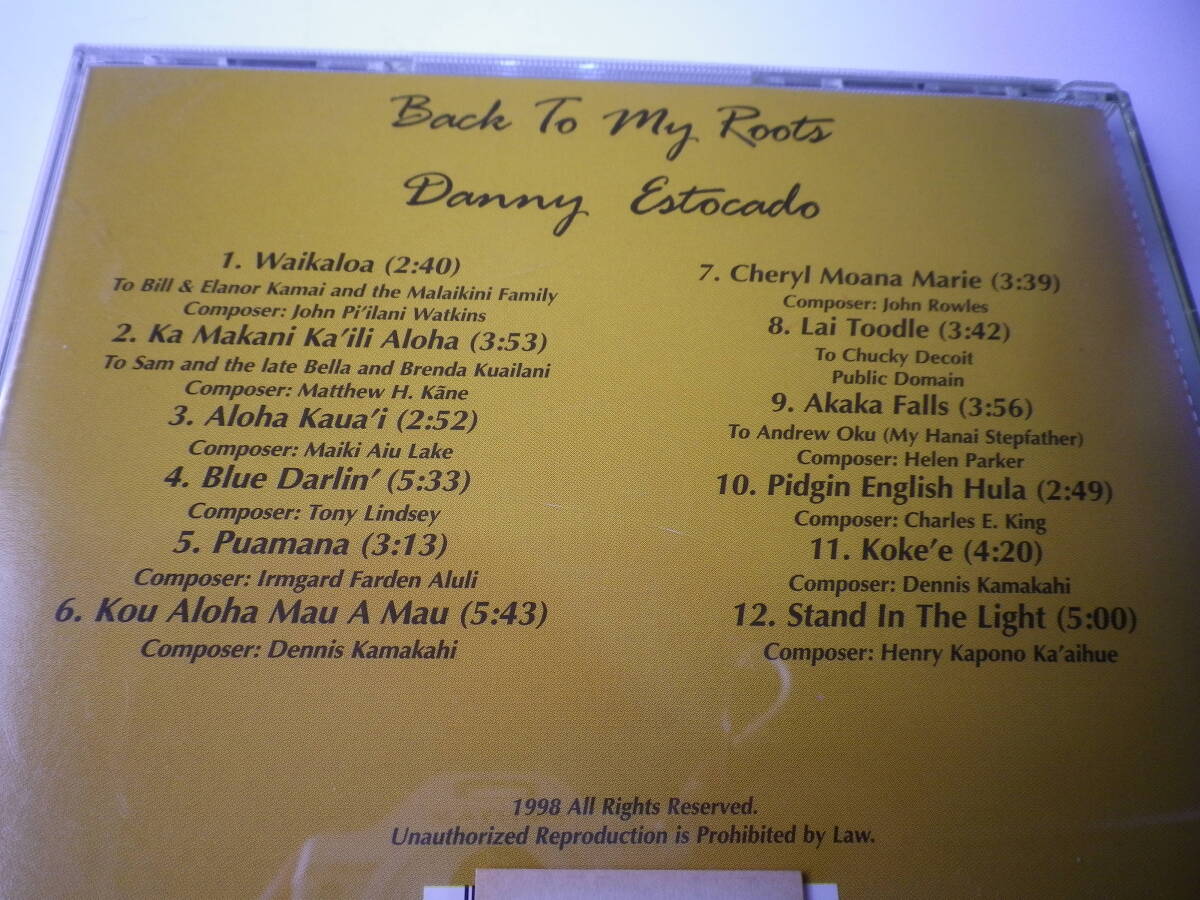 Back To My Roots
Danny Estocado
1. Waikaloa (2:40)
To Bill & Elanor Kamai and the Malaikini Family
Composer: John Pi'ilani Watkins
2. Ka Makani Ka'ili Aloha (3:53)
To Sam and the late Bella and Brenda Kuailani
Composer: Matthew H. Kāne
3. Aloha Kaua'i (2:52)
Composer: Maiki Aiu Lake
4. Blue Darlin' (5:33)
Composer: Tony Lindsey
5. Puamana (3:13)
Composer: Irmgard Farden Aluli
6. Kou Aloha Mau A Mau (5:43)
Composer: Dennis Kamakahi
7. Cheryl Moana Marie (3:39)
Composer: John Rowles
8. Lai Toodle (3:42)
To Chucky Decoit
Public Domain
9. Akaka Falls (3:56)
To Andrew Oku (My Hanai Stepfather)
Composer: Helen Parker
10. Pidgin English Hula (2:49)
Composer: Charles E. King
11. Koke'e (4:20)
Composer: Dennis Kamakahi
12. Stand In The Light (5:00)
Composer: Henry Kapono Ka'aihue
1998 All Rights Reserved.
Unauthorized Reproduction is Prohibited by Law.